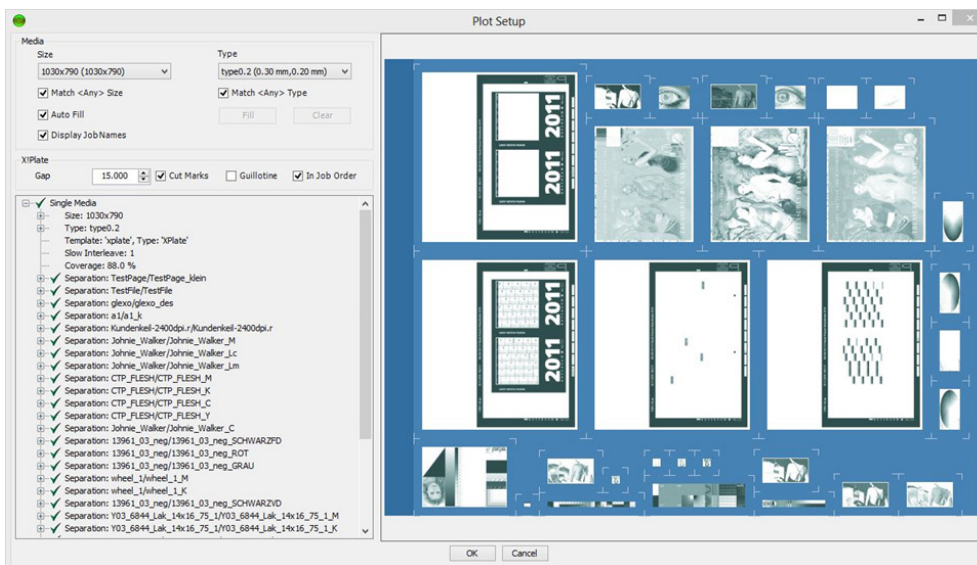 Plot Setup
Media
Size
Type
1030x790 (1030x790)
type0.2 (0.30 mm,0.20 mm)
Match <Any> Size
Match <Any> Type
Auto Fill
Fill
Clear
Display JobNames
X!Plate
Gap
15.000
Cut Marks
Guillotine
In Job Order
Single Media
Size: 1030x790
Type: type0.2
Template: 'xplate', Type: 'XPlate'
Slow Interleave: 1
Coverage: 88.0 %
Separation: TestPage/TestPage_klein
Separation: TestFile/TestFile
Separation: glexo/glexo_des
Separation: a1/a1_k
Separation: Kundenkeil-2400dpi.r/Kundenkeil-2400dpi.r
Separation: Johnie_Walker/Johnie_Walker_M
Separation: Johnie_Walker/Johnie_Walker_Lc
Separation: Johnie_Walker/Johnie_Walker_Lm
Separation: CTP_FLESH/CTP_FLESH_M
Separation: CTP_FLESH/CTP_FLESH_K
Separation: CTP_FLESH/CTP_FLESH_C
Separation: CTP_FLESH/CTP_FLESH_Y
Separation: Johnie_Walker/Johnie_Walker_C
Separation: 13961_03_neg/13961_03_neg_SCHWARZFD
Separation: 13961_03_neg/13961_03_neg_ROT
Separation: 13961_03_neg/13961_03_neg_GRAU
Separation: wheel_1/wheel_1_M
Separation: wheel_1/wheel_1_K
Separation: 13961_03_neg/13961_03_neg_SCHWARZVD
Separation: Y03_6844_Lak_14x16_75_1/Y03_6844_Lak_14x16_75_1_M
Separation: Y03_6844_Lak_14x16_75_1/Y03_6844_Lak_14x16_75_1_K
2011
2011
2011
2011
OK
Cancel